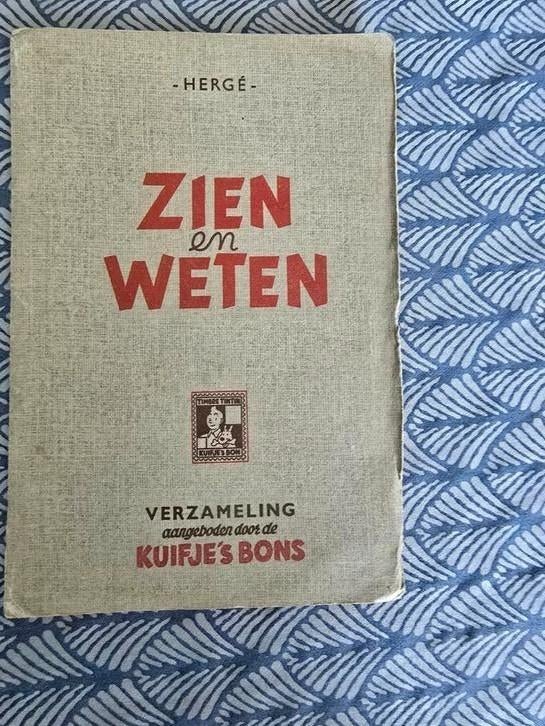 - HERGÉ -
ZIEN
en
WETEN
TIMBRE TINTIN
KUIFJE'S BON
VERZAMELING
aangeboden door de
KUIFJE'S BONS